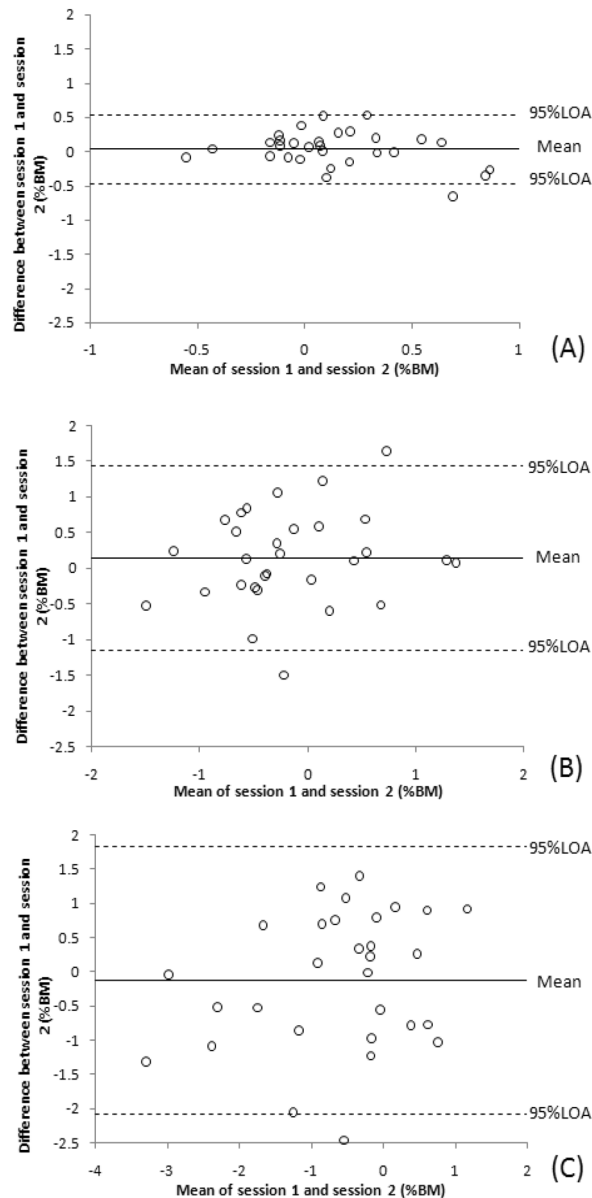 Difference between session 1 and session
2 (%BM)
2
1.5
1
0.5
0
-0.5
-1
-1.5
-2
-2.5
95%LOA
Mean
95%LOA
-1
-0.5
0
0.5
1
Mean of session 1 and session 2 (%BM)
(A)
Difference between session 1 and session
2 (%BM)
2
1.5
1
0.5
0
-0.5
-1
-1.5
-2
-2.5
95%LOA
Mean
95%LOA
-2
-1
0
1
2
Mean of session 1 and session 2 (%BM)
(B)
Difference between session 1 and session
2 (%BM)
2
1.5
1
0.5
0
-0.5
-1
-1.5
-2
-2.5
95%LOA
Mean
95%LOA
-4
-3
-2
-1
0
1
2
Mean of session 1 and session 2 (%BM)
(C)